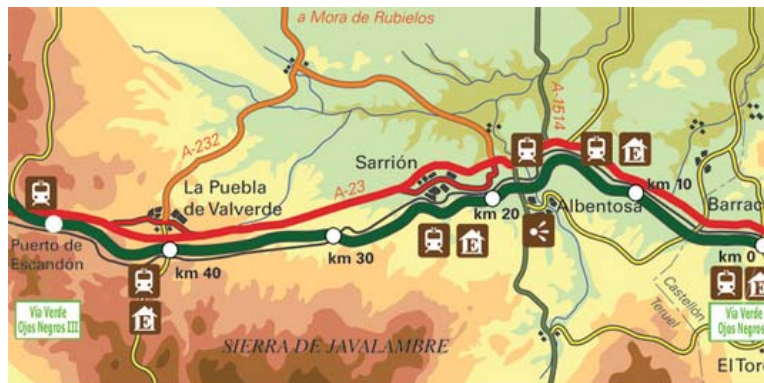 a Mora de Rubielos
A-1514
A-232
Sarrión
A-23
La Puebla
de Valverde
km 10
Albentosa
Barrac
km 20
Puerto de
Escandón
km 40
km 30
km 0
Castellón
Teruel
Vía Verde
Ojos Negros III
Vía Verde
Ojos Negros
SIERRA DE JAVALAMBRE
El Toro